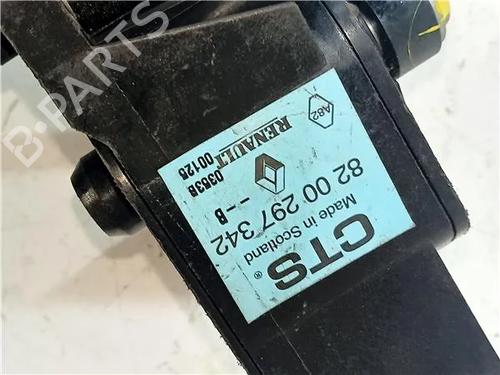 CTS®
Made in Scotland
82 00 297 342
-- B
RENAULT
03538
00125
A82
B-PARTS